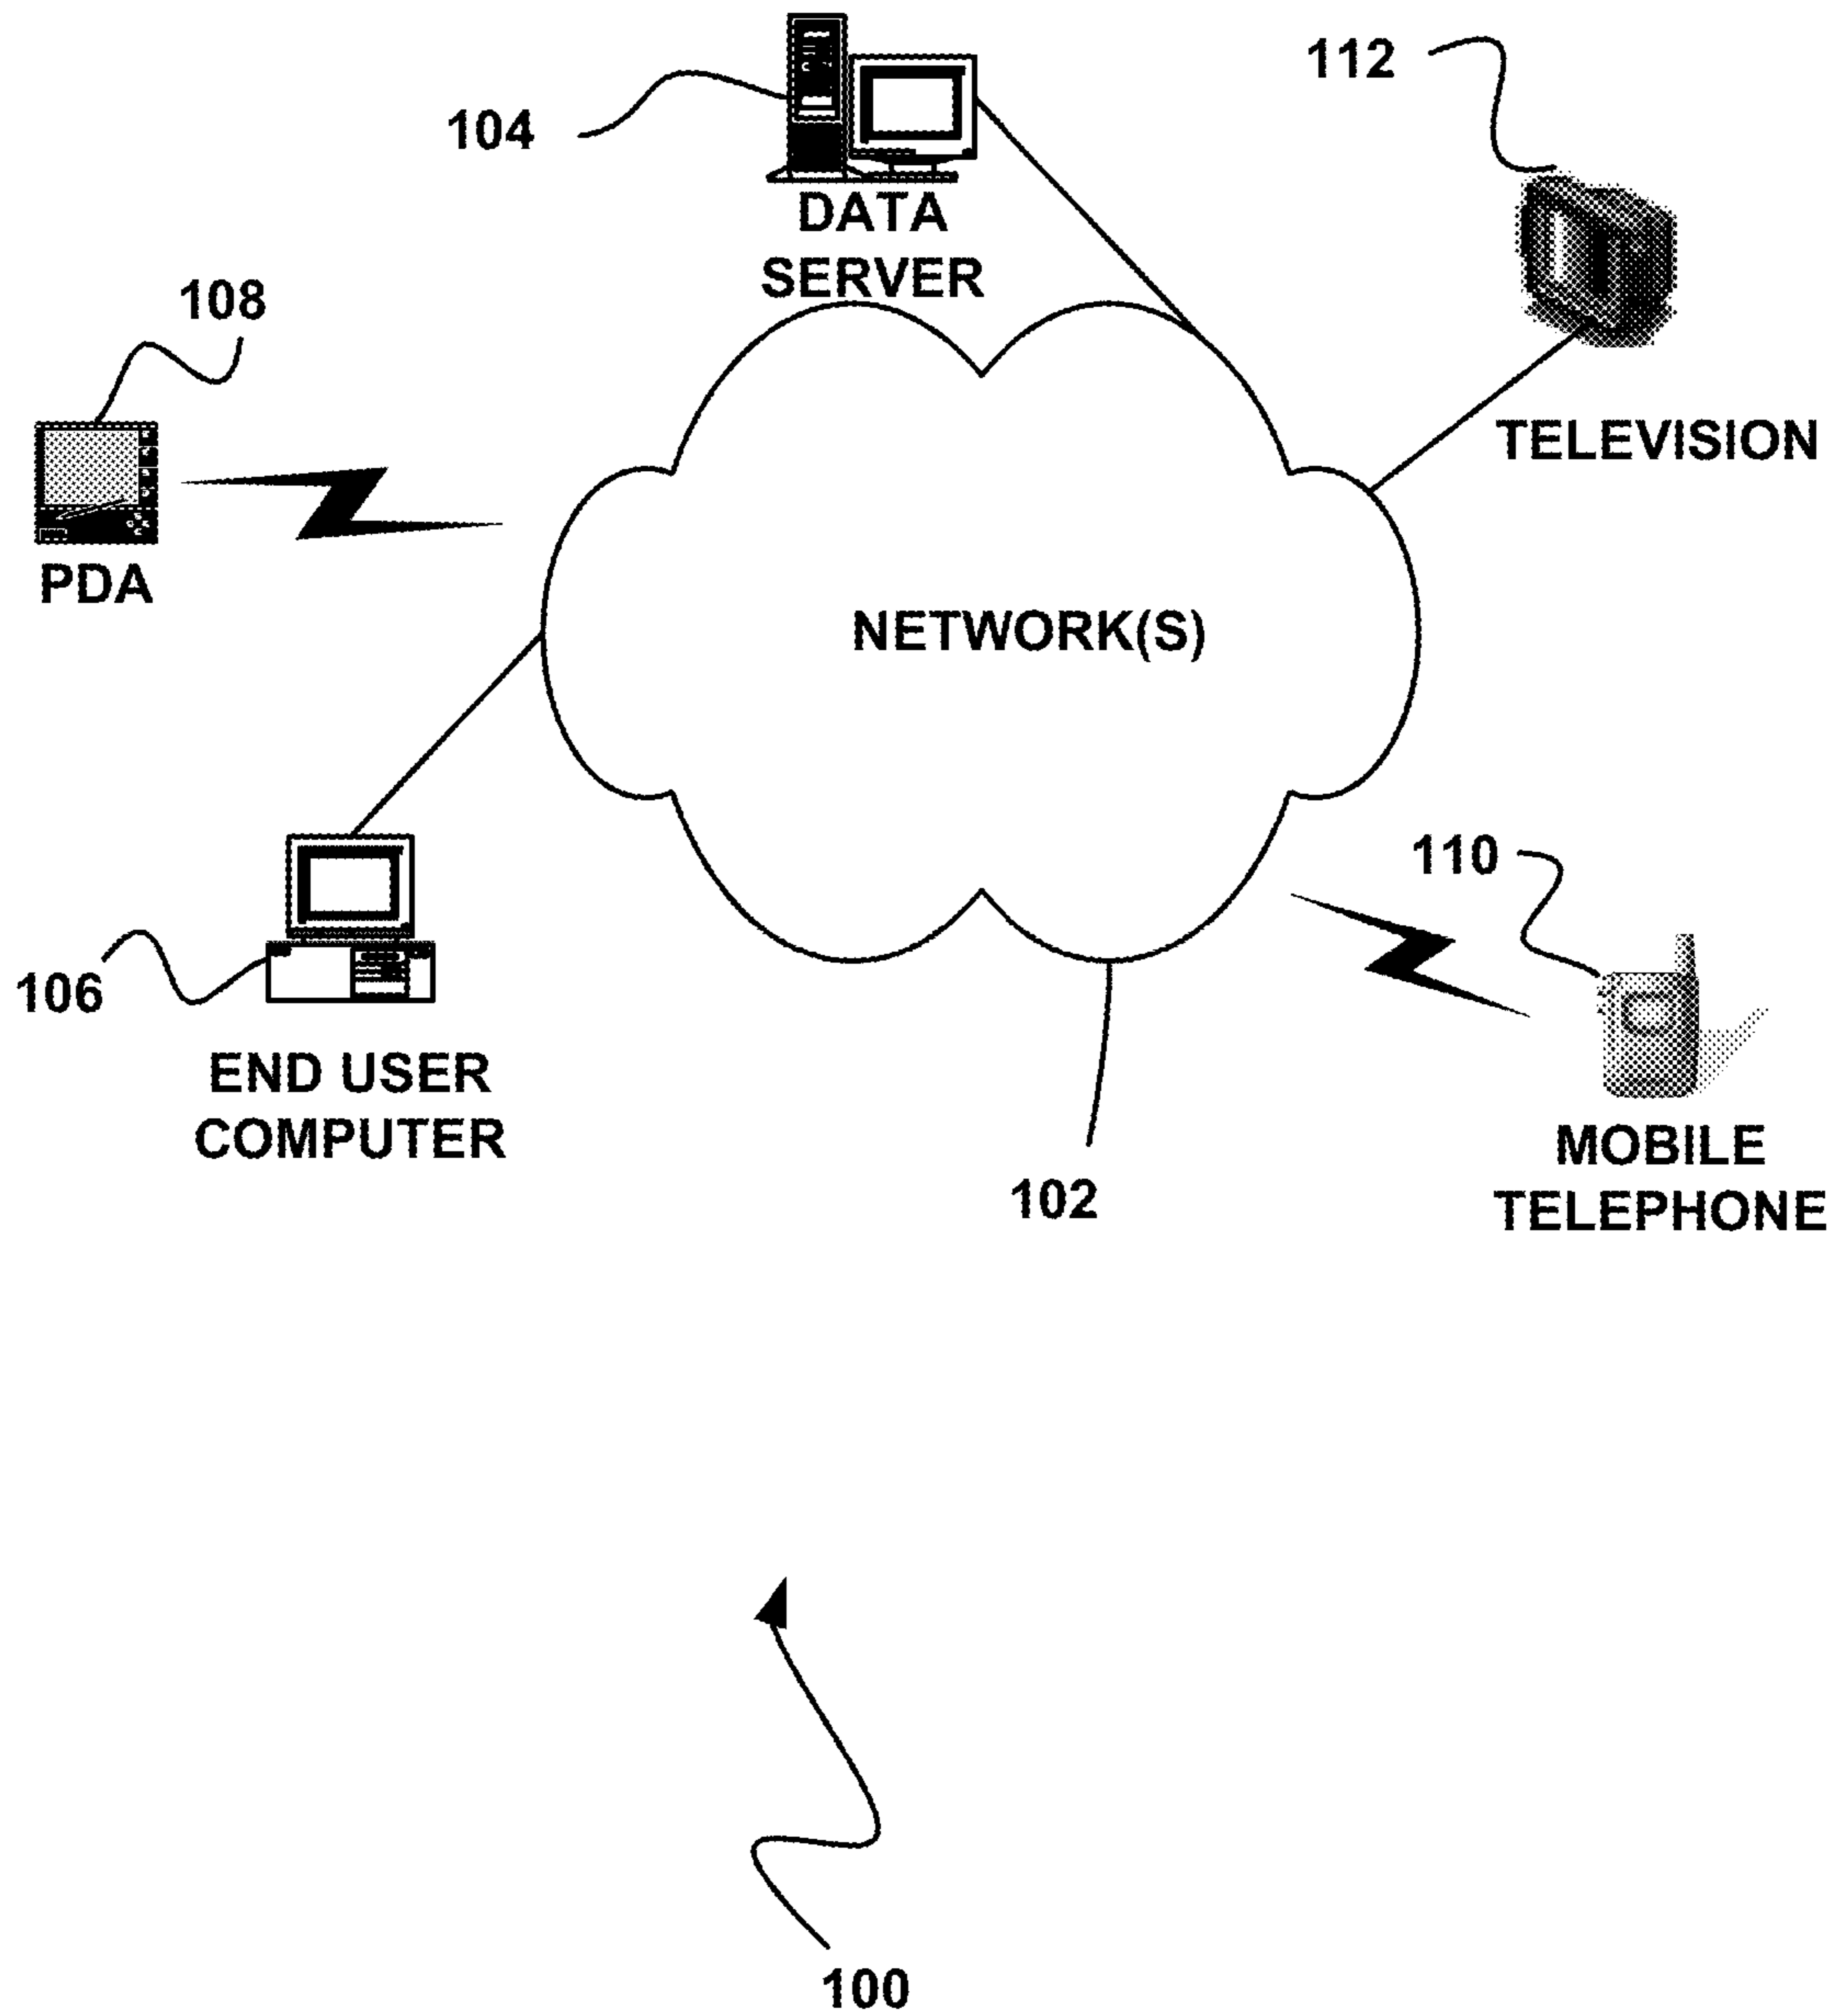 112
104
DATA
SERVER
108
TELEVISION
PDA
NETWORK(S)
110
106
END USER
COMPUTER
MOBILE
TELEPHONE
102
100